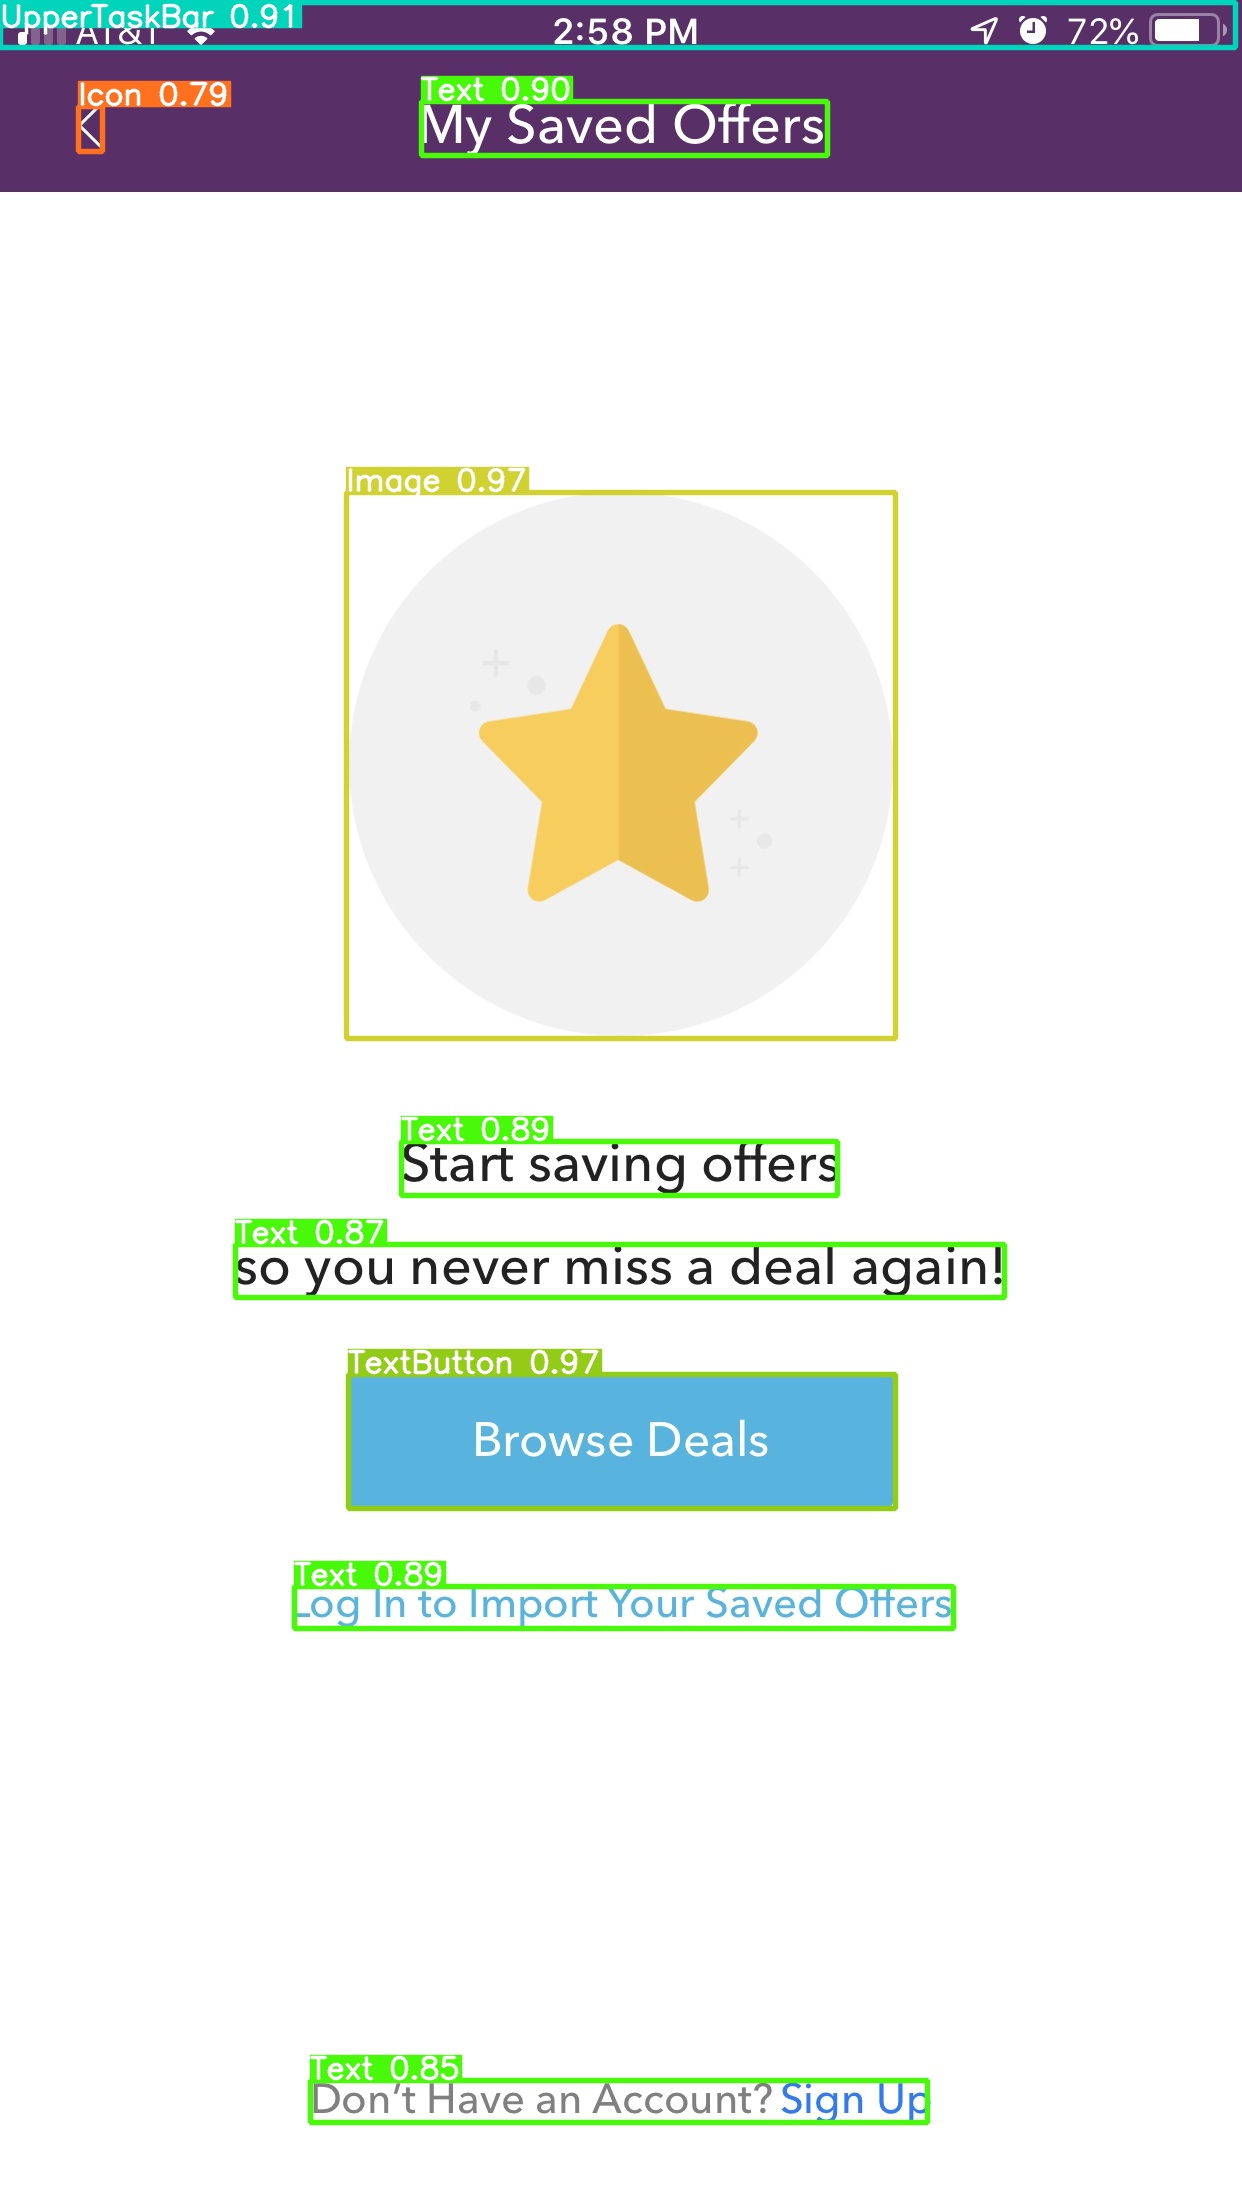 UpperTaskBar 0.91
AT&T 2:58 PM 72%
Icon 0.79
Text 0.90
My Saved Offers
Image 0.97
Text 0.89
Start saving offers
Text 0.87
so you never miss a deal again!
TextButton 0.97
Browse Deals
Text 0.89
Log In to Import Your Saved Offers
Text 0.85
Don't Have an Account? Sign Up